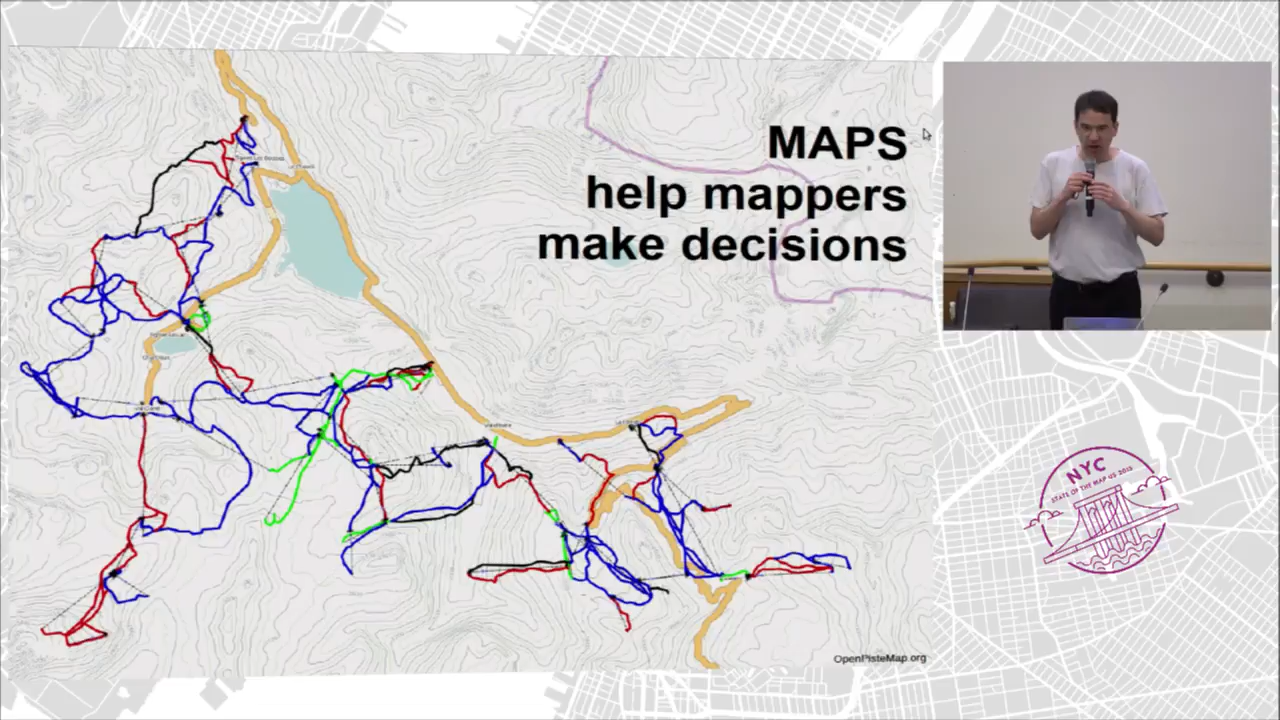 MAPS
help mappers
make decisions
OpenPisteMap.org
NYC
STATE OF THE MAP US 2015